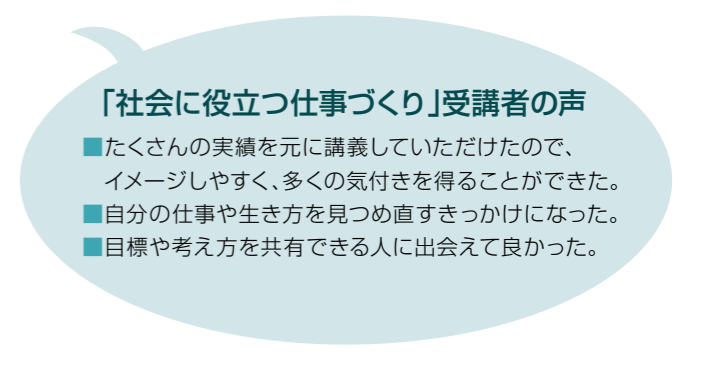 「社会に役立つ仕事づくり」受講者の声
■たくさんの実績を元に講義していただけたので、
イメージしやすく、多くの気付きを得ることができた。
■自分の仕事や生き方を見つめ直すきっかけになった。
■目標や考え方を共有できる人に出会えて良かった。